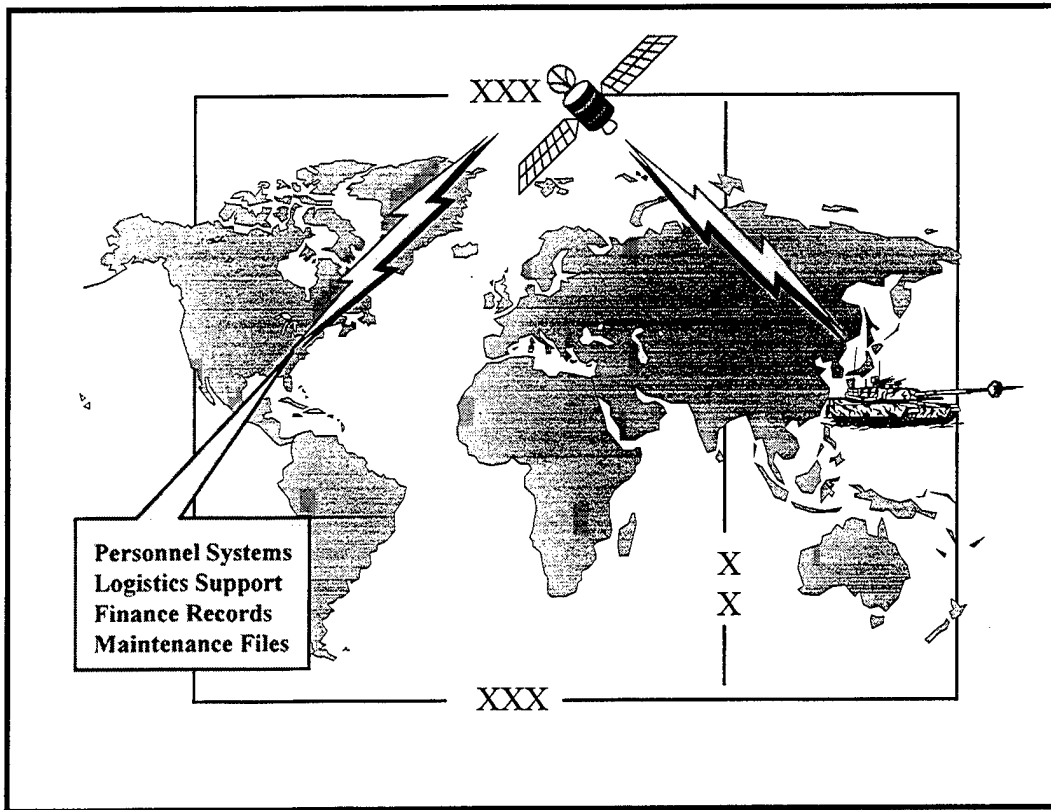 XXX
Personnel Systems
Logistics Support
Finance Records
Maintenance Files
X
X
XXX